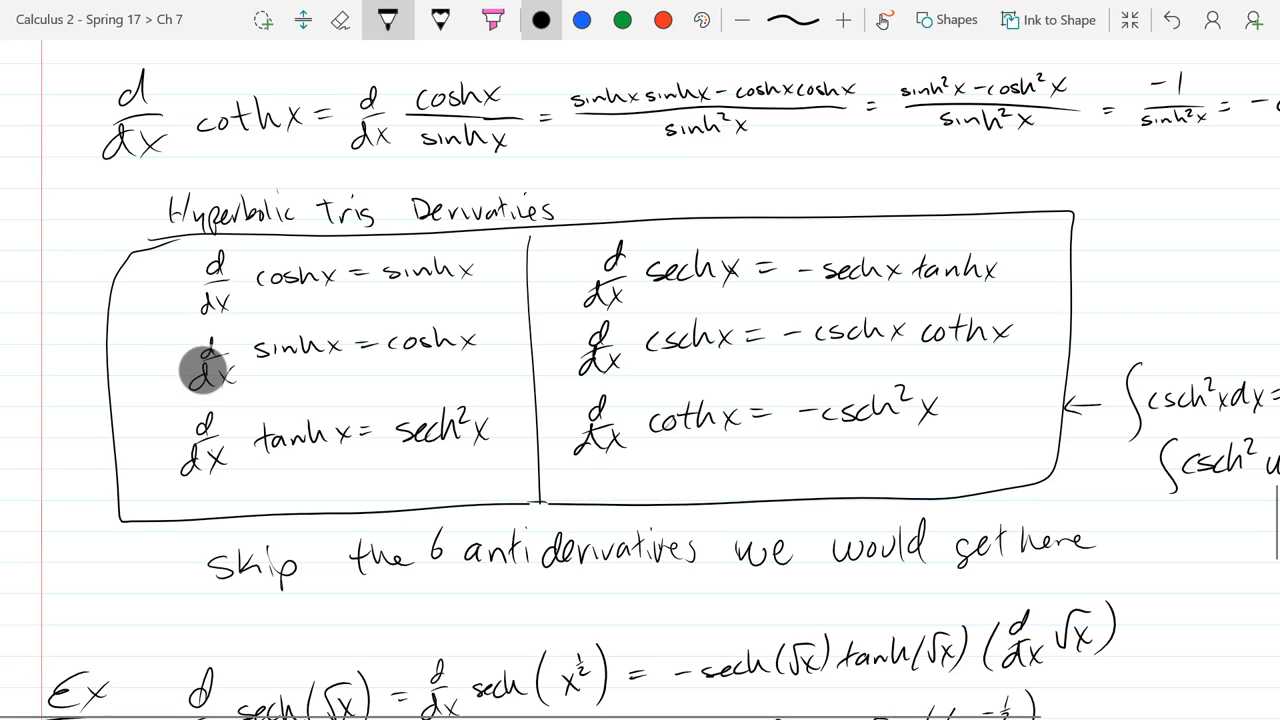 Calculus 2 - Spring 17 > Ch 7
Shapes
Ink to Shape
d/dx coth x = d/dx cosh x / sinh x = (sinh x sinh x - cosh x cosh x) / sinh² x = (sinh² x - cosh² x) / sinh² x = -1 / sinh² x = -
Hyperbolic Trig Derivatives
d/dx cosh x = sinh x
d/dx sinh x = cosh x
d/dx tanh x = sech² x
d/dx sech x = - sech x tanh x
d/dx csch x = - csch x coth x
d/dx coth x = - csch² x
← ∫ csch² x dx =
∫ csch² u
skip the 6 antiderivatives we would get here
Ex d sech(√x) = d/dx sech(x^½) = - sech(√x) tanh(√x) (d/dx √x)